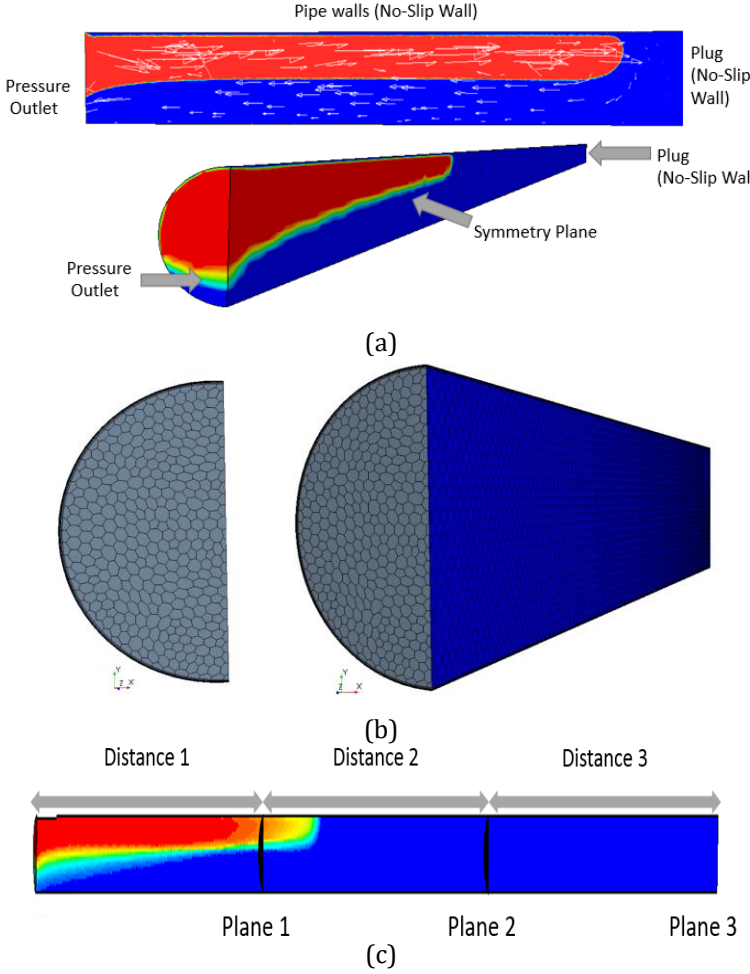 Pipe walls (No-Slip Wall)
Pressure
Outlet
Plug
(No-Slip
Wall)
Plug
(No-Slip Wal
Symmetry Plane
Pressure
Outlet
(a)
Y
Z X
Y
Z X
(b)
Distance 1 Distance 2 Distance 3
Plane 1 Plane 2 Plane 3
(c)